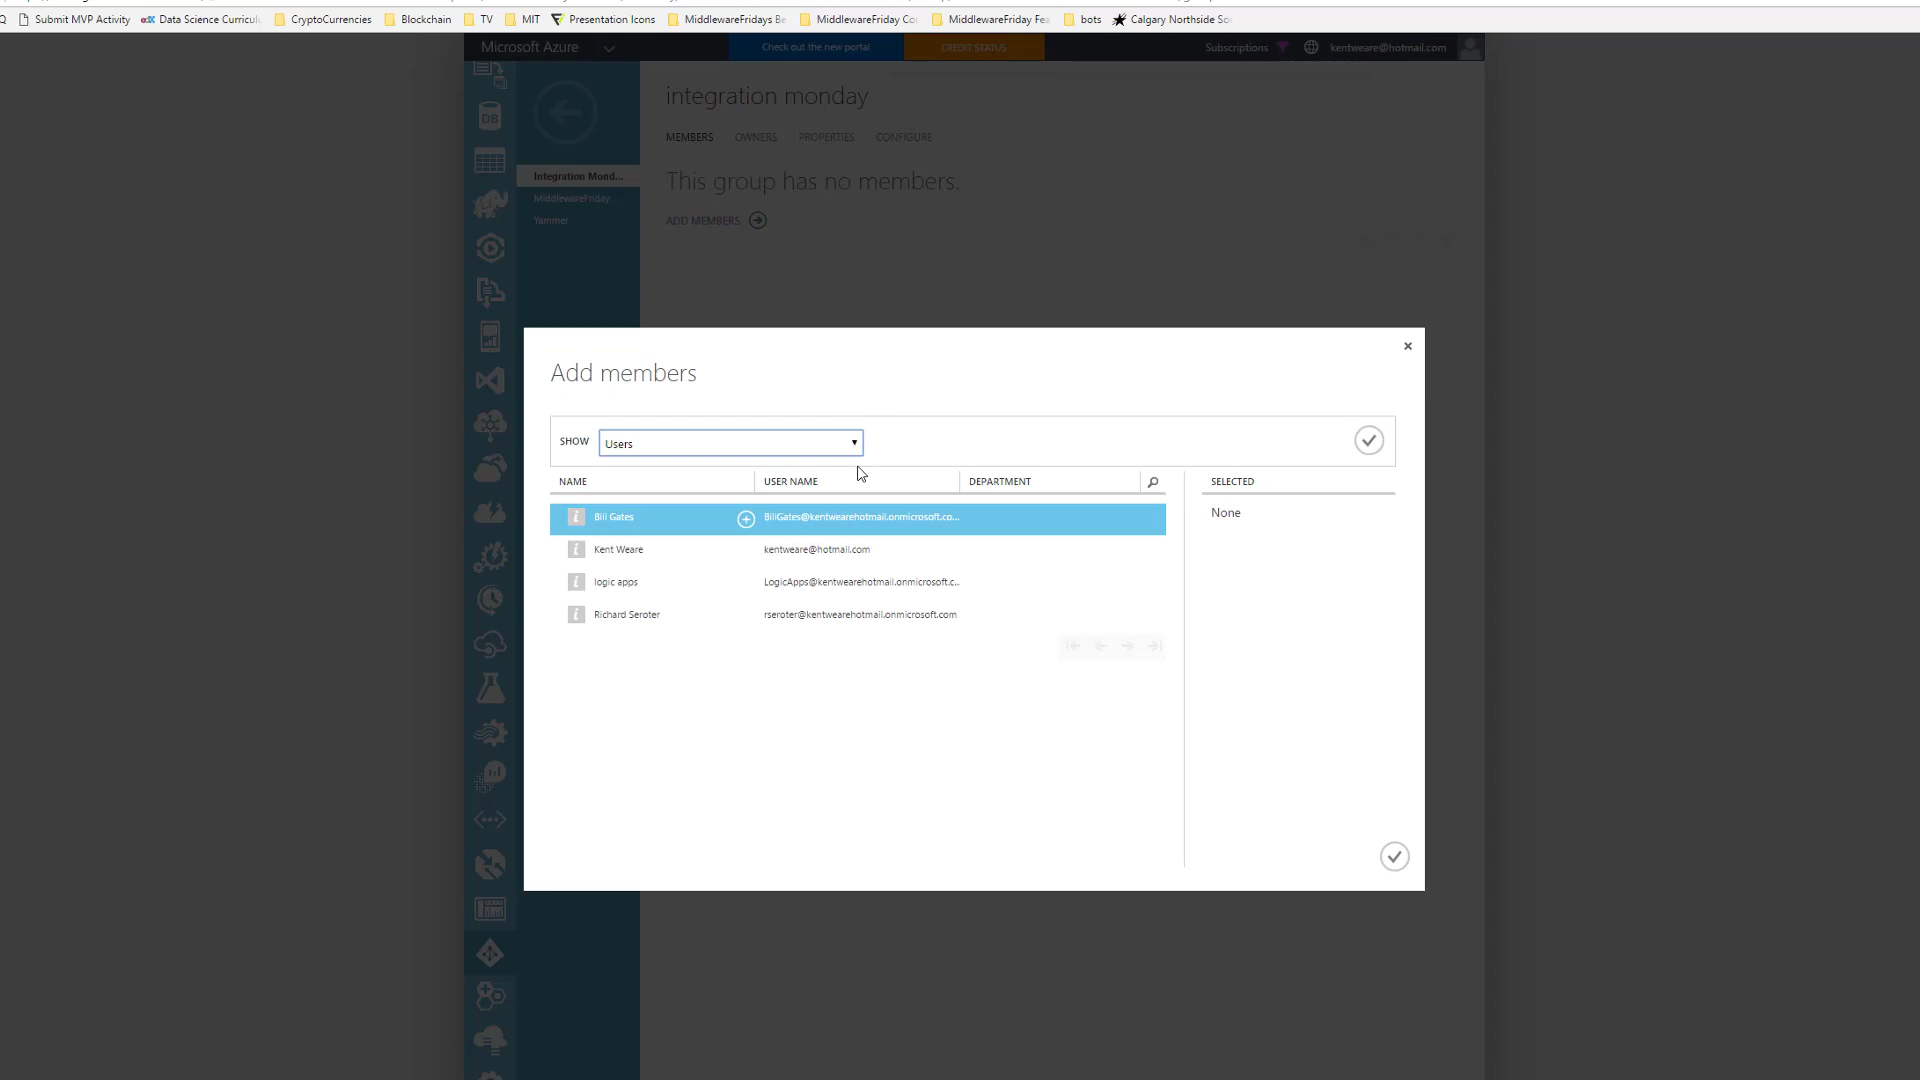 Submit MVP Activity
Data Science Curricul
CryptoCurrencies
Blockchain
TV
MIT
Presentation Icons
MiddlewareFridays Be
MiddlewareFriday Co
MiddlewareFriday Fea
bots
Calgary Northside So
Microsoft Azure
Check out the new portal
CREDIT STATUS
Subscriptions
kentweare@hotmail.com
DB
integration monday
MEMBERS OWNERS PROPERTIES CONFIGURE
Integration Mond...
MiddlewareFriday
Yammer
This group has no members.
ADD MEMBERS
Add members
SHOW Users
NAME USER NAME DEPARTMENT SELECTED
Bill Gates BillGates@kentwearehotmail.onmicrosoft.co... None
Kent Weare kentweare@hotmail.com
logic apps LogicApps@kentwearehotmail.onmicrosoft.c...
Richard Seroter rseroter@kentwearehotmail.onmicrosoft.com